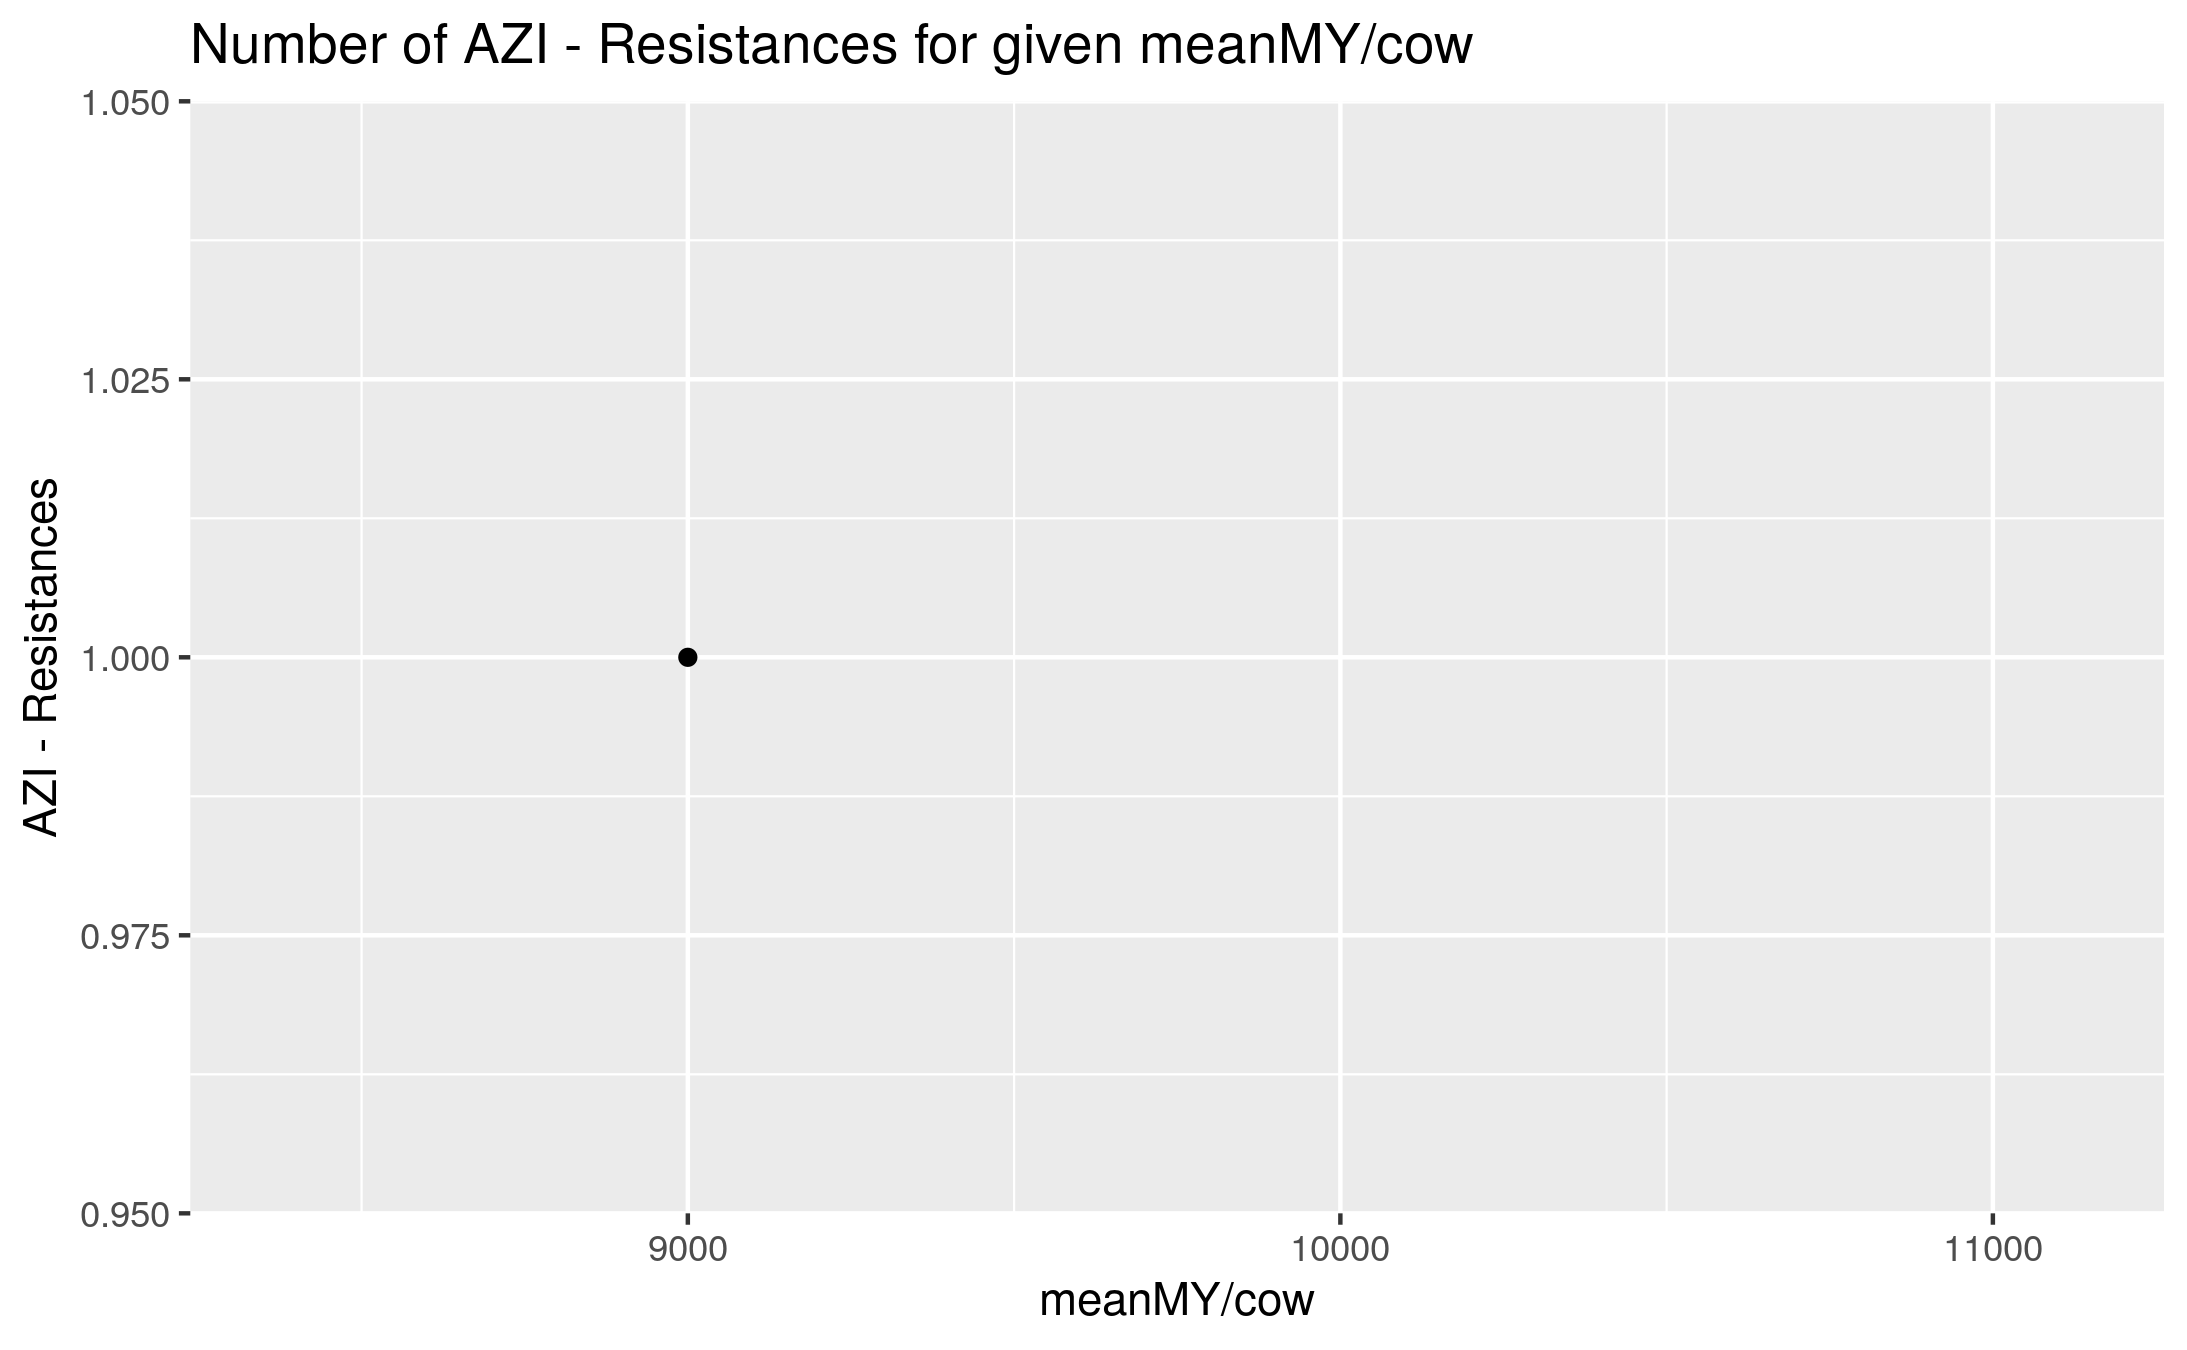 Number of AZI - Resistances for given meanMY/cow
1.050
1.025
1.000
0.975
0.950
AZI - Resistances
9000 10000 11000
meanMY/cow